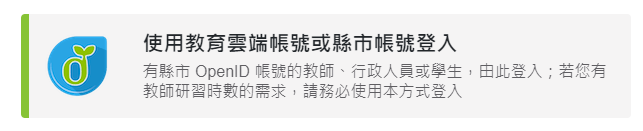 使用教育雲端帳號或縣市帳號登入
有縣市 OpenID 帳號的教師、行政人員或學生，由此登入；若您有
教師研習時數的需求，請務必使用本方式登入